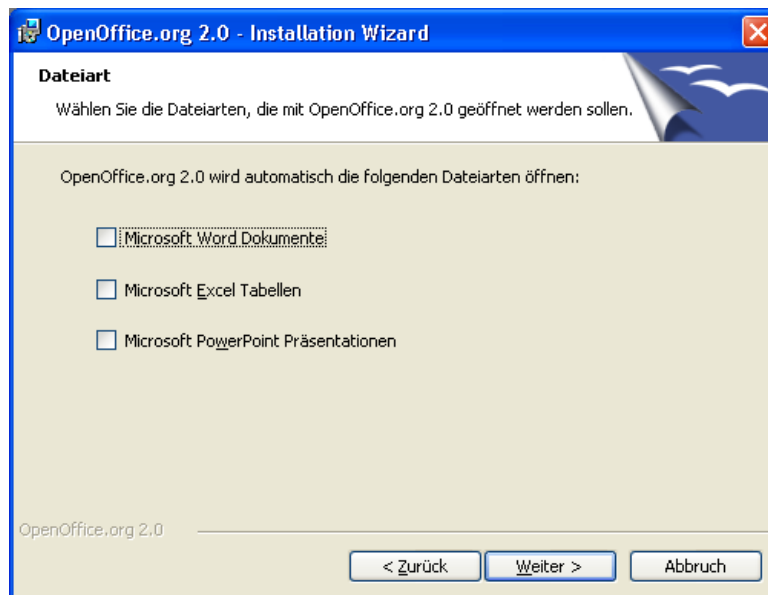 OpenOffice.org 2.0 - Installation Wizard
Dateiart
Wählen Sie die Dateiarten, die mit OpenOffice.org 2.0 geöffnet werden sollen.
OpenOffice.org 2.0 wird automatisch die folgenden Dateiarten öffnen:
Microsoft Word Dokumente
Microsoft Excel Tabellen
Microsoft PowerPoint Präsentationen
OpenOffice.org 2.0
< Zurück Weiter > Abbruch